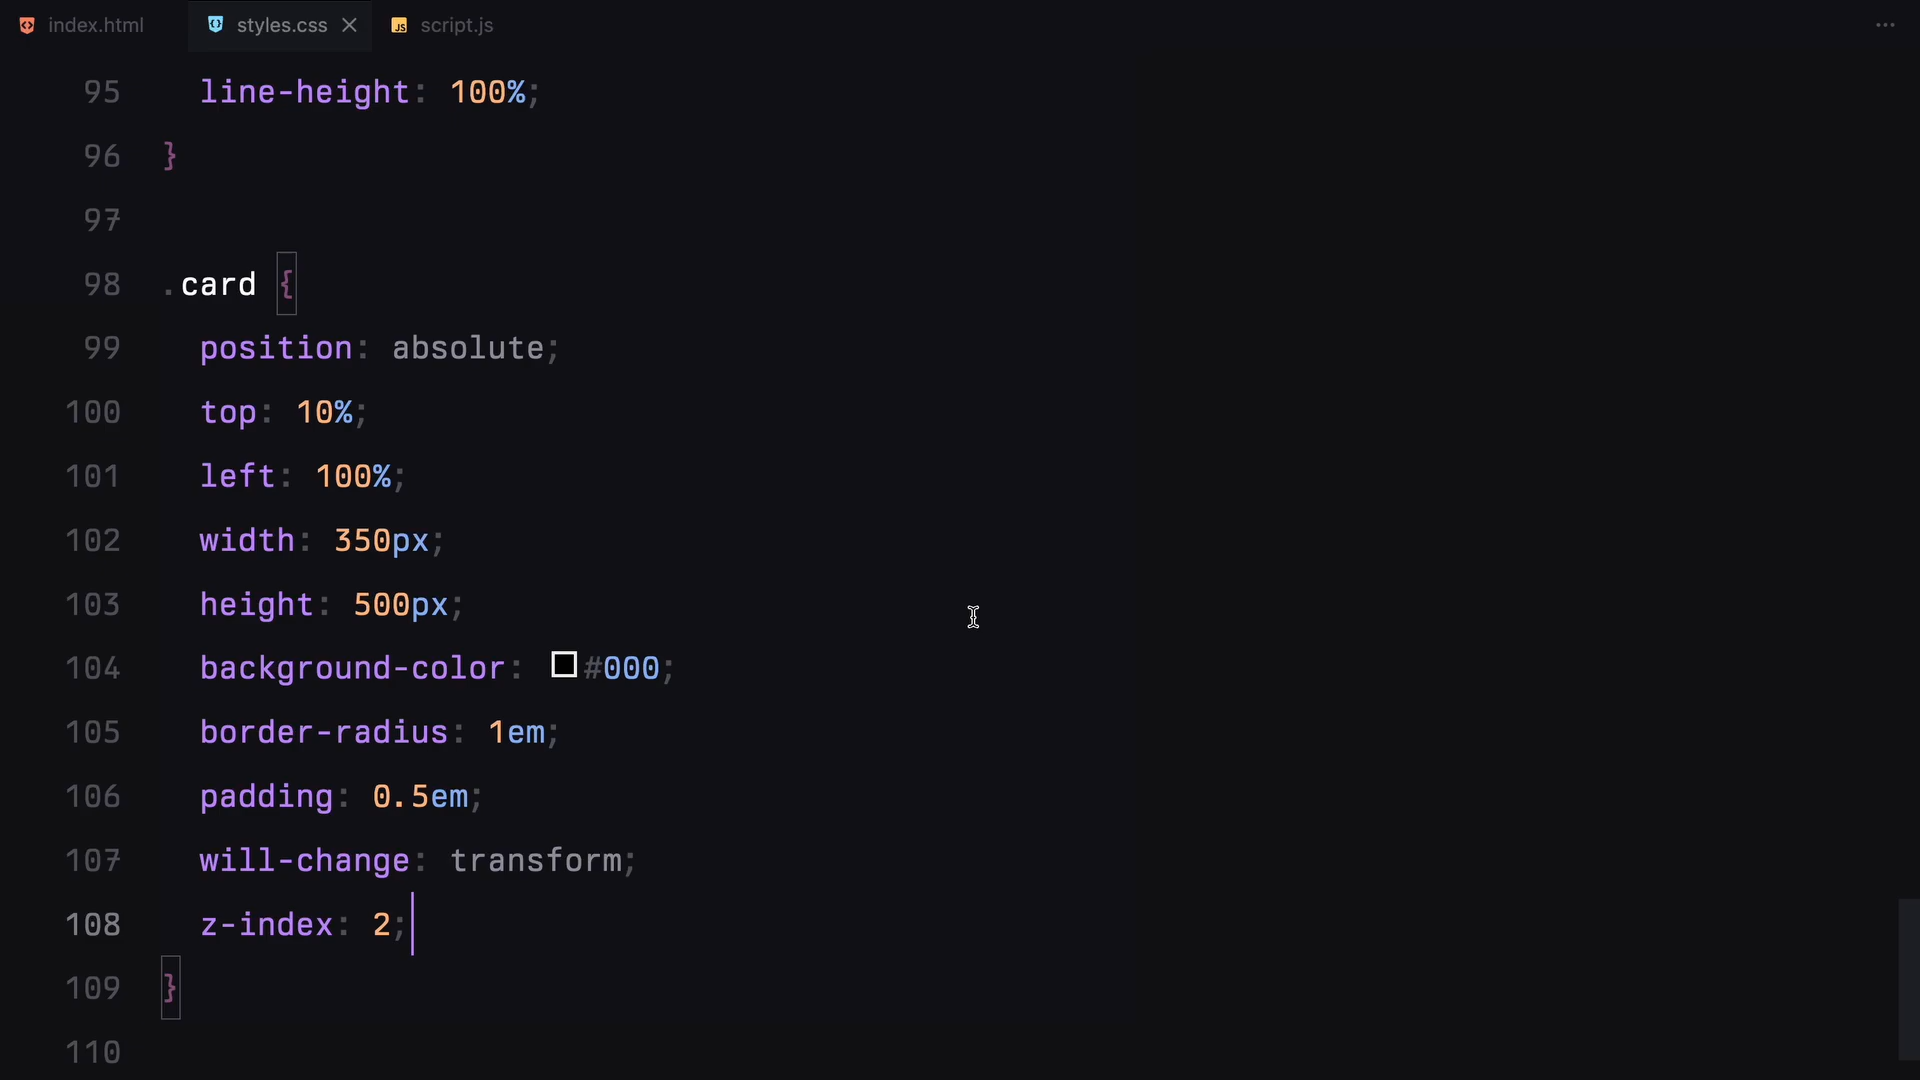 index.html styles.css script.js
95 line-height: 100%;
96 }
97
98 .card {
99 position: absolute;
100 top: 10%;
101 left: 100%;
102 width: 350px;
103 height: 500px;
104 background-color: #000;
105 border-radius: 1em;
106 padding: 0.5em;
107 will-change: transform;
108 z-index: 2;
109 }
110